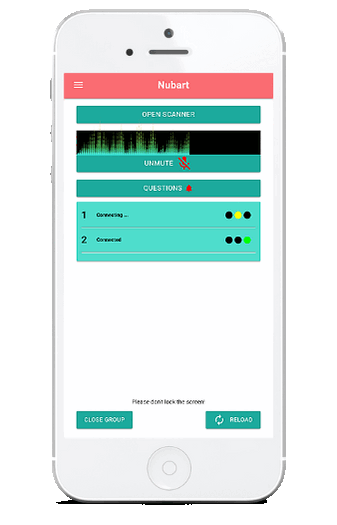 Nubart
OPEN SCANNER
UNMUTE
QUESTIONS
1 Connecting ...
2 Connected
Please don't lock the screen!
CLOSE GROUP
RELOAD